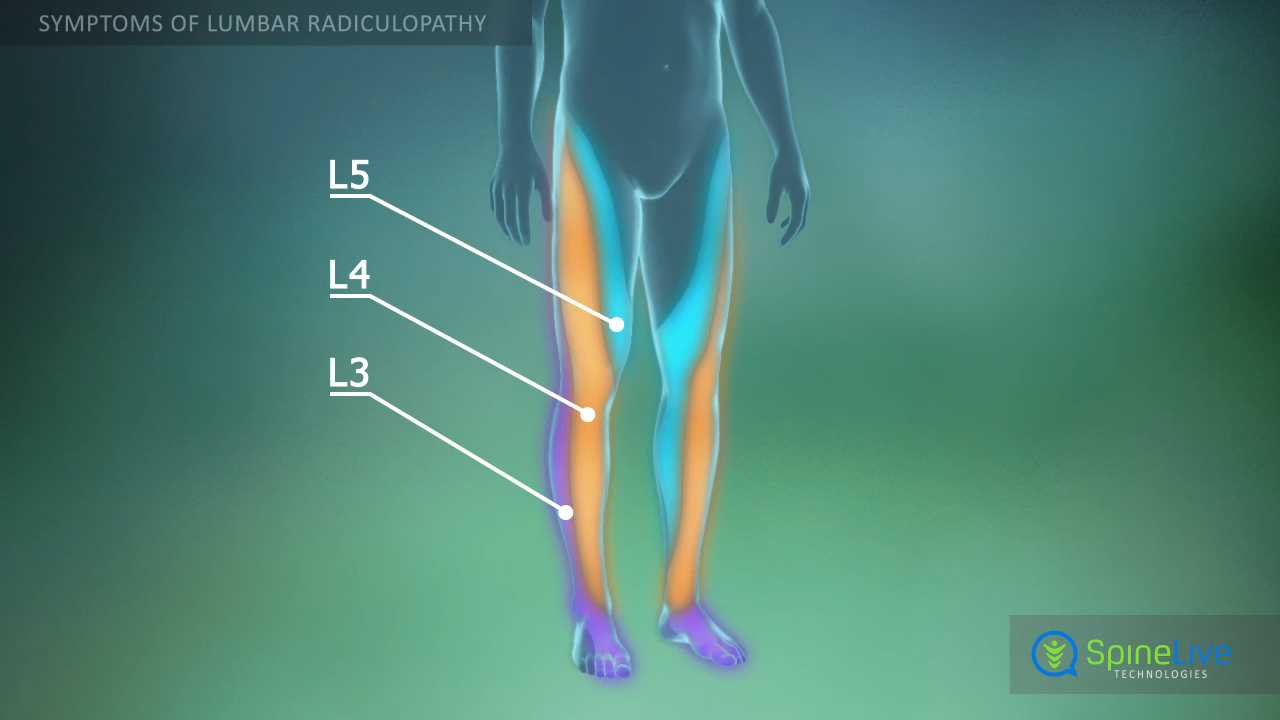 SYMPTOMS OF LUMBAR RADICULOPATHY
L5
L4
L3
SpineLive
TECHNOLOGIES